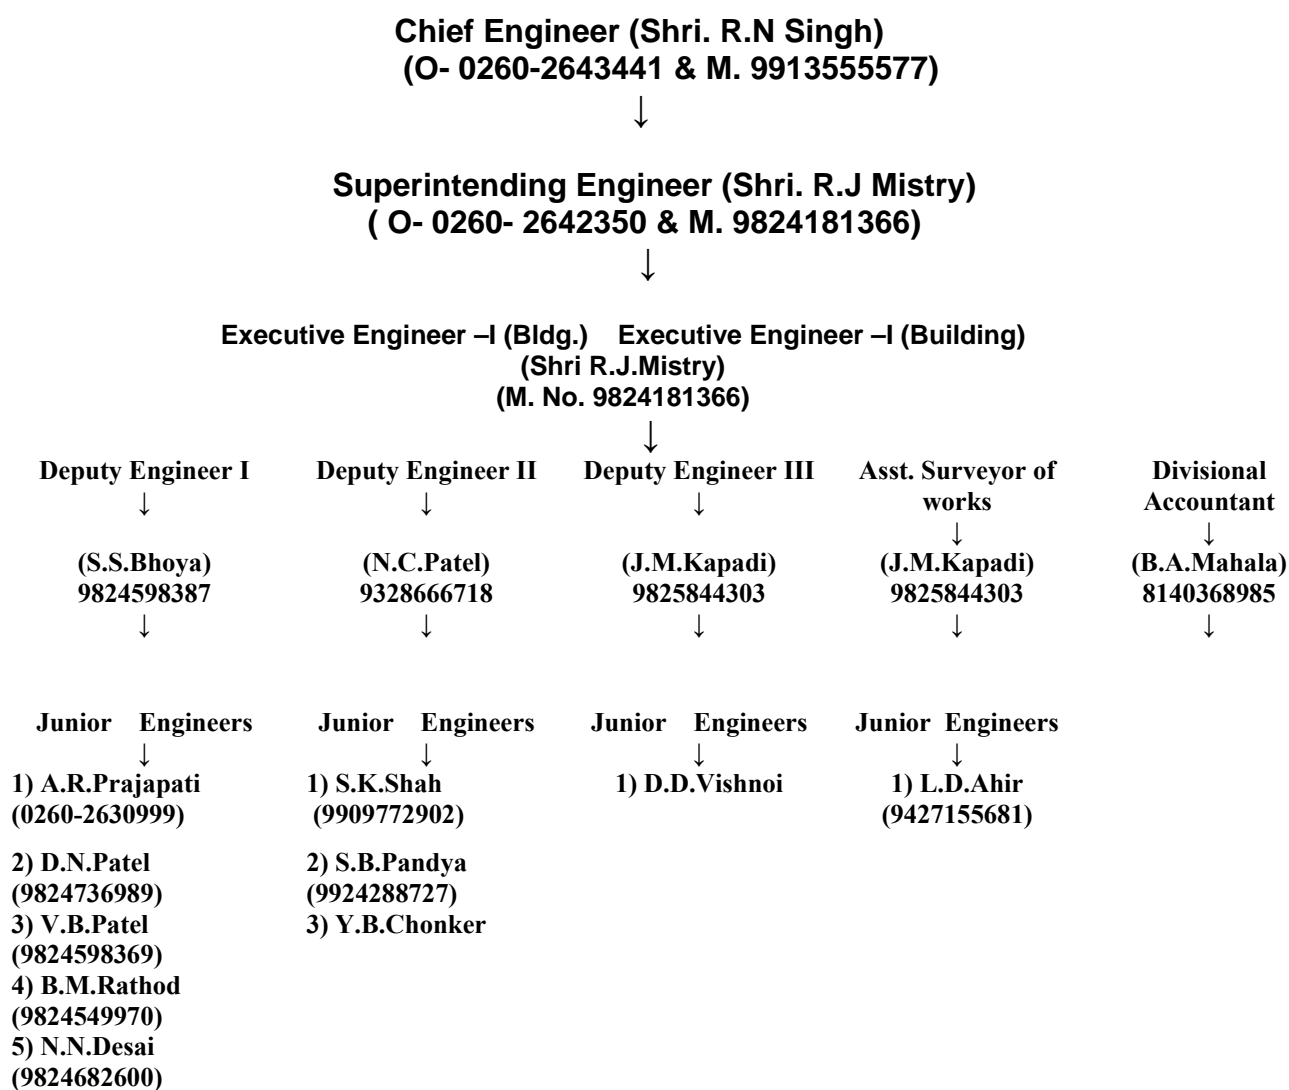 Chief Engineer (Shri. R.N Singh)
(O- 0260-2643441 & M. 9913555577)
↓
Superintending Engineer (Shri. R.J Mistry)
( O- 0260- 2642350 & M. 9824181366)
↓
Executive Engineer –I (Bldg.) Executive Engineer –I (Building)
(Shri R.J.Mistry)
(M. No. 9824181366)
↓
Deputy Engineer I Deputy Engineer II Deputy Engineer III Asst. Surveyor of Divisional
↓ ↓ ↓ works Accountant
↓ ↓
(S.S.Bhoya) (N.C.Patel) (J.M.Kapadi) (J.M.Kapadi) (B.A.Mahala)
9824598387 9328666718 9825844303 9825844303 8140368985
↓ ↓ ↓ ↓ ↓
Junior Engineers Junior Engineers Junior Engineers Junior Engineers
↓ ↓ ↓ ↓
1) A.R.Prajapati 1) S.K.Shah 1) D.D.Vishnoi 1) L.D.Ahir
(0260-2630999) (9909772902) (9427155681)
2) D.N.Patel 2) S.B.Pandya
(9824736989) (9924288727)
3) V.B.Patel 3) Y.B.Chonker
(9824598369)
4) B.M.Rathod
(9824549970)
5) N.N.Desai
(9824682600)